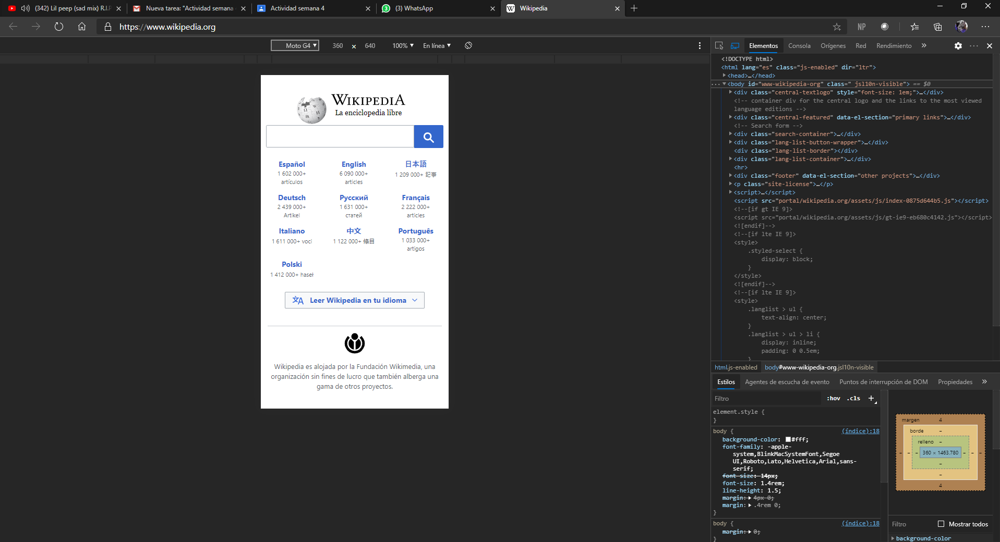 (342) Lil peep (sad mix) R.I.P
Nueva tarea: "Actividad semana
Actividad semana 4
(3) WhatsApp
Wikipedia
https://www.wikipedia.org
NP
Moto G4
360 × 640
100%
En línea
Elementos
Consola
Orígenes
Red
Rendimiento
WIKIPEDIA
La enciclopedia libre
Español
English
日本語
1 602 000+
artículos
6 090 000+
articles
1 209 000+ 記事
Deutsch
Русский
Français
2 439 000+
Artikel
1 631 000+
статей
2 222 000+
articles
Italiano
中文
Português
1 611 000+ voci
1 122 000+ 條目
1 033 000+
artigos
Polski
1 412 000+ haseł
文A Leer Wikipedia en tu idioma
Wikipedia es alojada por la Fundación Wikimedia, una
organización sin fines de lucro que también alberga una
gama de otros proyectos.
<!DOCTYPE html>
<html lang="es" class="js-enabled" dir="ltr">
<head>…</head>
<body id="www-wikipedia-org" class=" jsl10n-visible"> == $0
<div class="central-textlogo" style="font-size: 1em;">…</div>
<!-- container div for the central logo and the links to the most viewed
language editions -->
<div class="central-featured" data-el-section="primary links">…</div>
<!-- Search form -->
<div class="search-container">…</div>
<div class="lang-list-button-wrapper">…</div>
<div class="lang-list-border"></div>
<div class="lang-list-container">…</div>
<hr>
<div class="footer" data-el-section="other projects">…</div>
<p class="site-license">…</p>
<script>…</script>
<script src="portal/wikipedia.org/assets/js/index-0875d644b5.js"></script>
<!--[if gt IE 9]>
<script src="portal/wikipedia.org/assets/js/gt-ie9-eb680c4142.js"></script>
<![endif]-->
<!--[if lte IE 9]>
<style>
.styled-select {
display: block;
}
</style>
<![endif]-->
<!--[if lte IE 9]>
<style>
.langlist > ul {
text-align: center;
}
.langlist > ul > li {
display: inline;
padding: 0 0.5em;
}
html.js-enabled
body#www-wikipedia-org.jsl10n-visible
Estilos
Agentes de escucha de evento
Puntos de interrupción de DOM
Propiedades
Filtro
:hov .cls +
element.style {
}
body {
(índice):18
background-color: #fff;
font-family: -apple-
system,BlinkMacSystemFont,Segoe
UI,Roboto,Lato,Helvetica,Arial,sans-
serif;
font-size: 14px;
font-size: 1.4rem;
line-height: 1.5;
margin: 4px 0;
margin: .4rem 0;
}
body {
(índice):18
margin: 0;
}
margen 4
borde –
relleno –
– – – 360 × 1463.780 – – –
–
–
4
Filtro
Mostrar todos
background-color